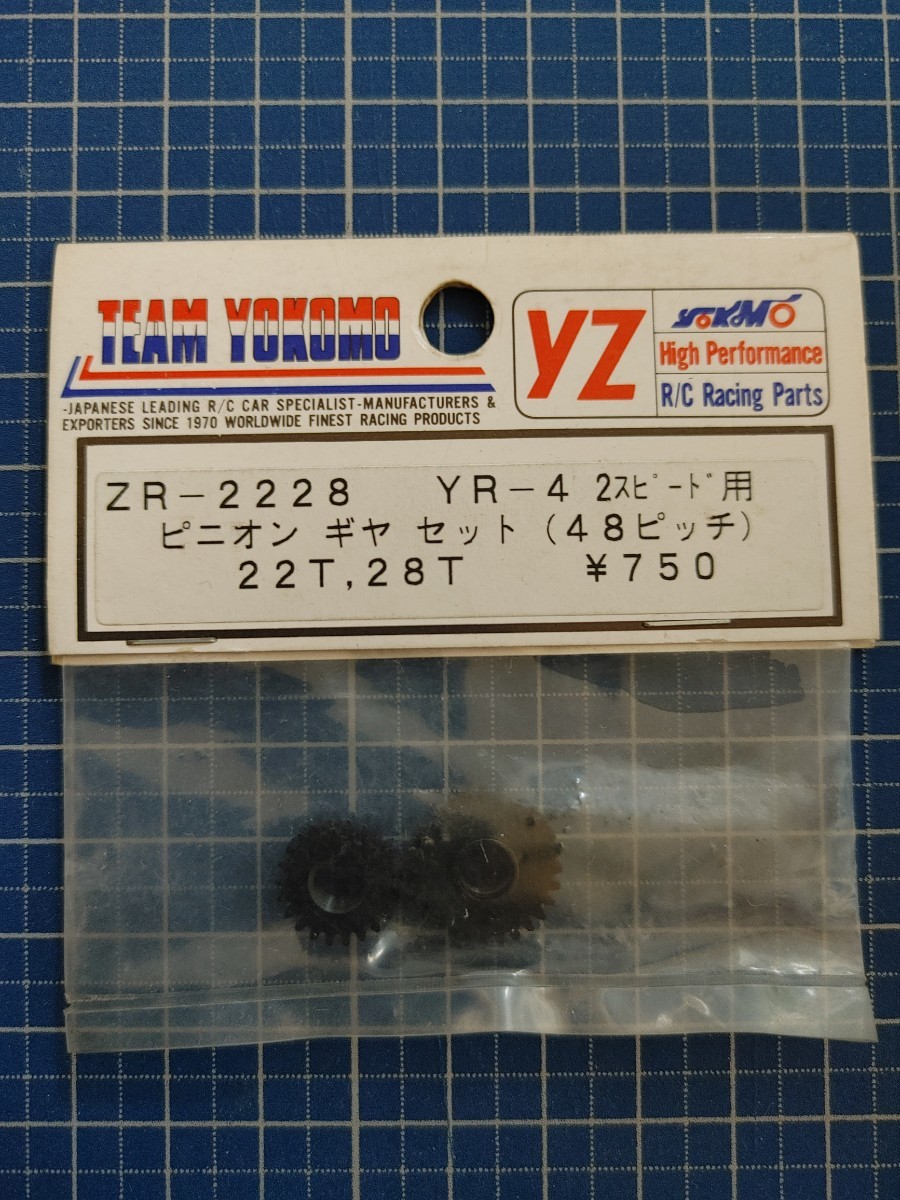 TEAM YOKOMO
-JAPANESE LEADING R/C CAR SPECIALIST-MANUFACTURERS &
EXPORTERS SINCE 1970 WORLDWIDE FINEST RACING PRODUCTS
YZ
YOKOMO
High Performance
R/C Racing Parts
ZR-2228 YR-4 2ｽﾋﾟｰﾄﾞ用
ピニオン ギヤ セット(48ピッチ)
22T,28T ¥750